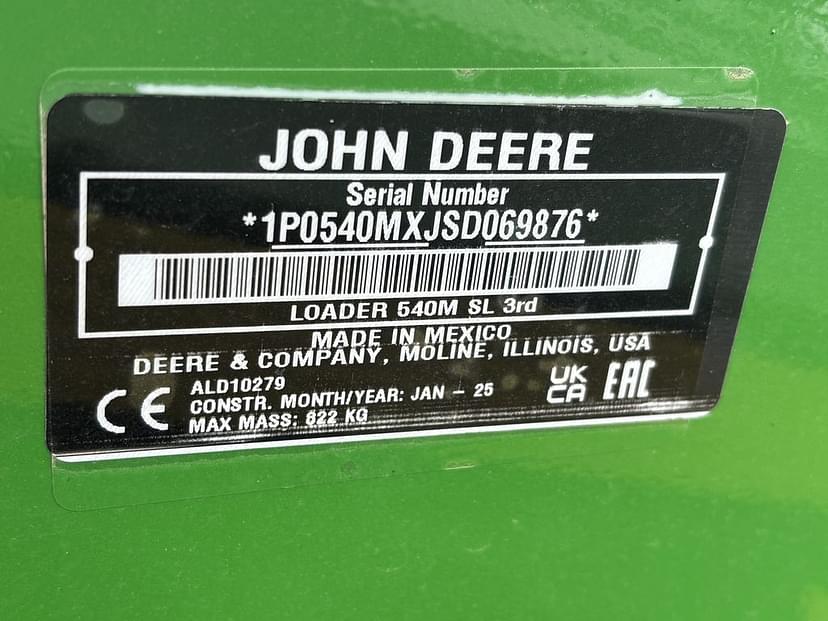 JOHN DEERE
Serial Number
*1P0540MXJSD069876*
LOADER 540M SL 3rd
MADE IN MEXICO
DEERE & COMPANY, MOLINE, ILLINOIS, USA
ALD10279
CONSTR. MONTH/YEAR: JAN - 25
MAX MASS: 822 KG
CE
UK
CA
EAC